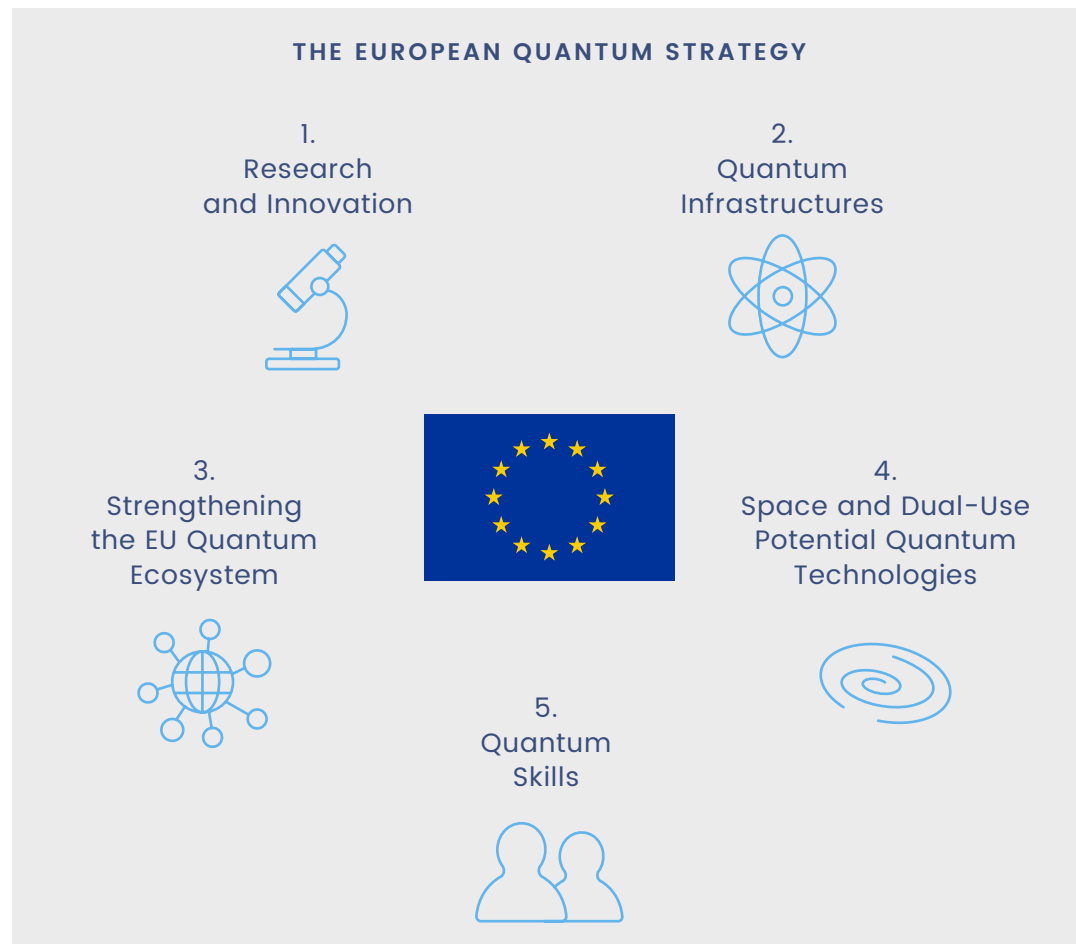 THE EUROPEAN QUANTUM STRATEGY
1.
Research
and Innovation
2.
Quantum
Infrastructures
3.
Strengthening
the EU Quantum
Ecosystem
4.
Space and Dual-Use
Potential Quantum
Technologies
5.
Quantum
Skills